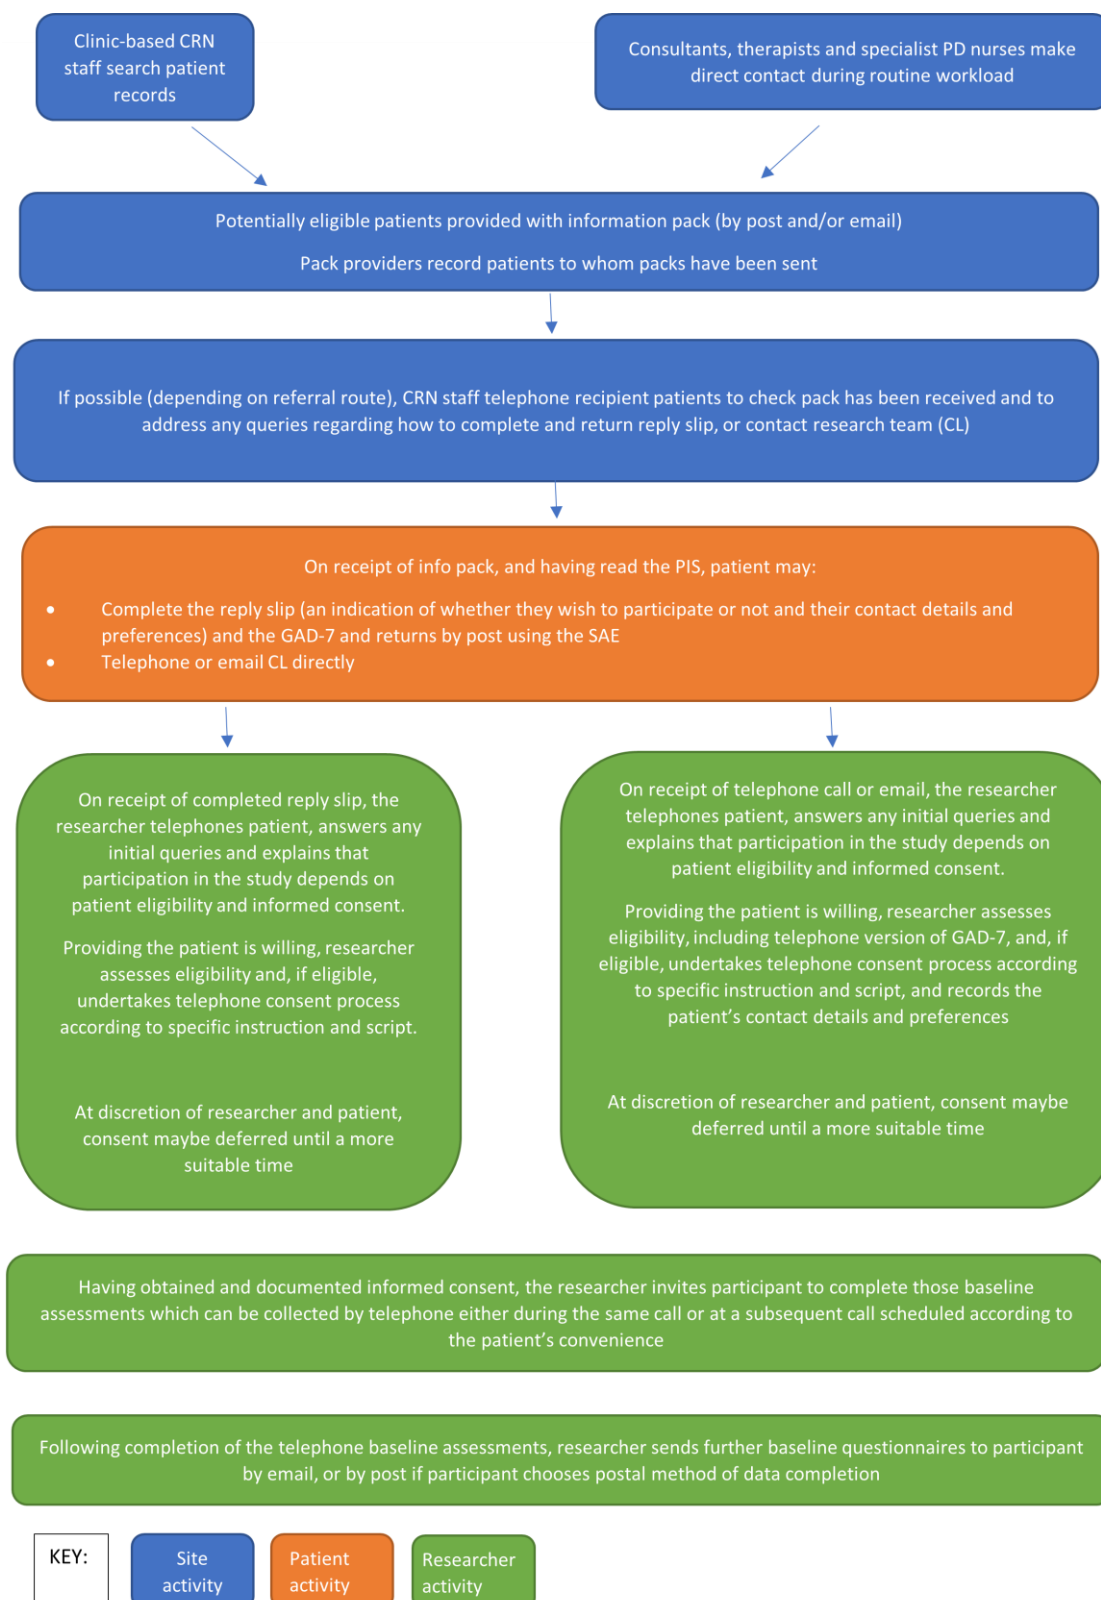 Clinic-based CRN
staff search patient
records
Consultants, therapists and specialist PD nurses make
direct contact during routine workload
Potentially eligible patients provided with information pack (by post and/or email)
Pack providers record patients to whom packs have been sent
If possible (depending on referral route), CRN staff telephone recipient patients to check pack has been received and to
address any queries regarding how to complete and return reply slip, or contact research team (CL)
On receipt of info pack, and having read the PIS, patient may:
• Complete the reply slip (an indication of whether they wish to participate or not and their contact details and
preferences) and the GAD-7 and returns by post using the SAE
• Telephone or email CL directly
On receipt of completed reply slip, the
researcher telephones patient, answers any
initial queries and explains that
participation in the study depends on
patient eligibility and informed consent.
Providing the patient is willing, researcher
assesses eligibility and, if eligible,
undertakes telephone consent process
according to specific instruction and script.
At discretion of researcher and patient,
consent maybe deferred until a more
suitable time
On receipt of telephone call or email, the researcher
telephones patient, answers any initial queries and
explains that participation in the study depends on
patient eligibility and informed consent.
Providing the patient is willing, researcher assesses
eligibility, including telephone version of GAD-7, and, if
eligible, undertakes telephone consent process according
to specific instruction and script, and records the
patient's contact details and preferences
At discretion of researcher and patient, consent maybe
deferred until a more suitable time
Having obtained and documented informed consent, the researcher invites participant to complete those baseline
assessments which can be collected by telephone either during the same call or at a subsequent call scheduled according to
the patient's convenience
Following completion of the telephone baseline assessments, researcher sends further baseline questionnaires to participant
by email, or by post if participant chooses postal method of data completion
KEY:
Site
activity
Patient
activity
Researcher
activity